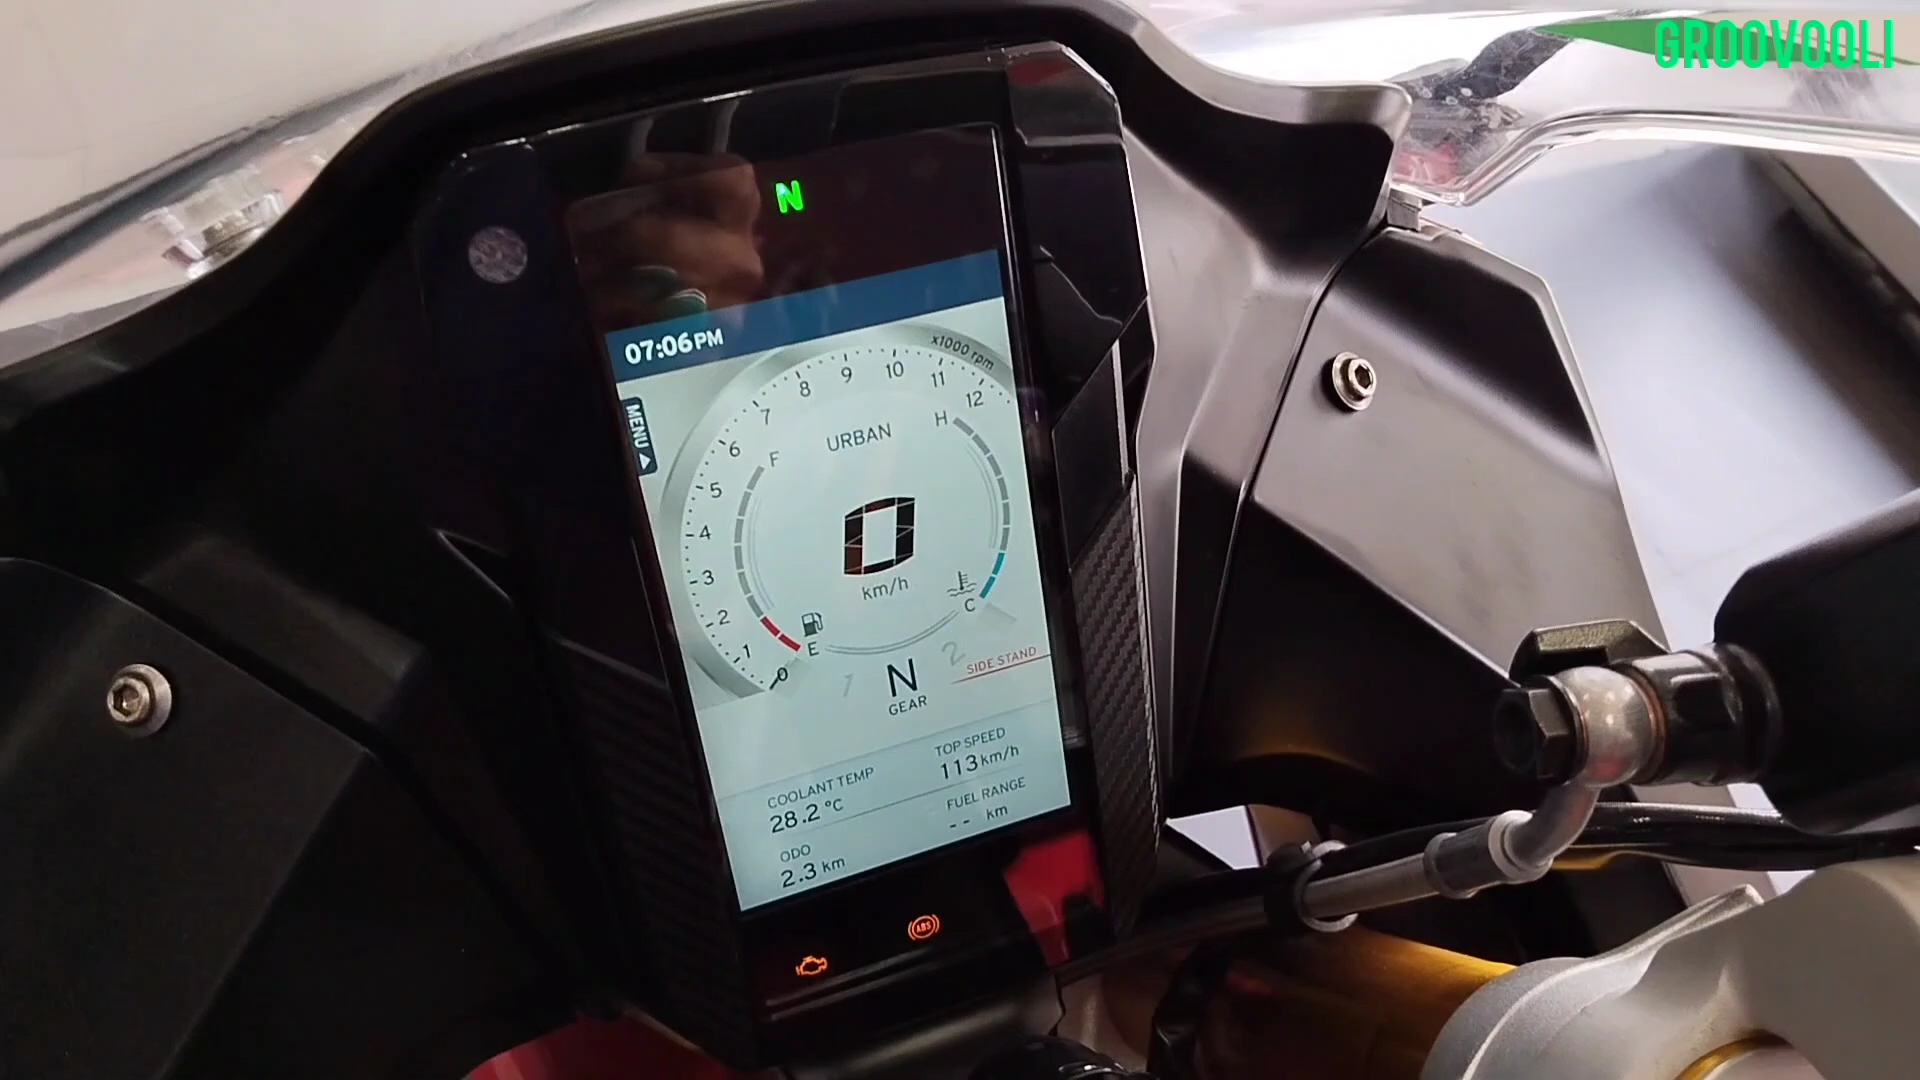 GROOVOOLI
N
07:06PM
MENU
x1000 rpm
0 1 2 3 4 5 6 7 8 9 10 11 12
URBAN
F
H
0
km/h
E
C
1 N 2
GEAR
SIDE STAND
COOLANT TEMP
28.2 °C
TOP SPEED
113 km/h
ODO
2.3 km
FUEL RANGE
-- km
ABS